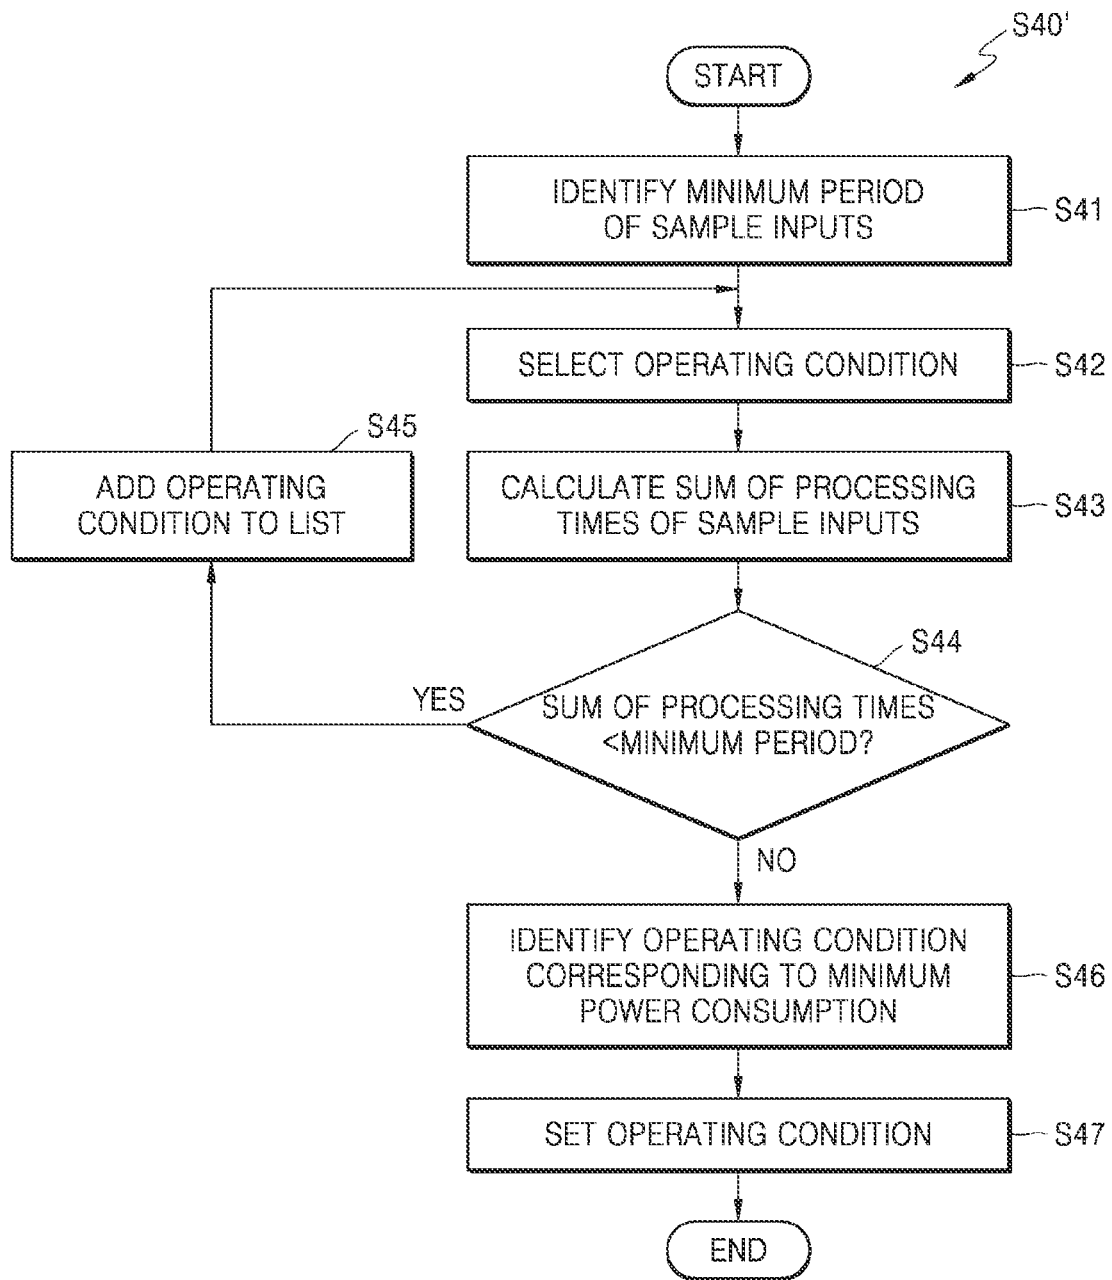 S40'
START
IDENTIFY MINIMUM PERIOD
OF SAMPLE INPUTS
S41
SELECT OPERATING CONDITION
S42
S45
ADD OPERATING
CONDITION TO LIST
CALCULATE SUM OF PROCESSING
TIMES OF SAMPLE INPUTS
S43
S44
YES
SUM OF PROCESSING TIMES
<MINIMUM PERIOD?
NO
IDENTIFY OPERATING CONDITION
CORRESPONDING TO MINIMUM
POWER CONSUMPTION
S46
SET OPERATING CONDITION
S47
END